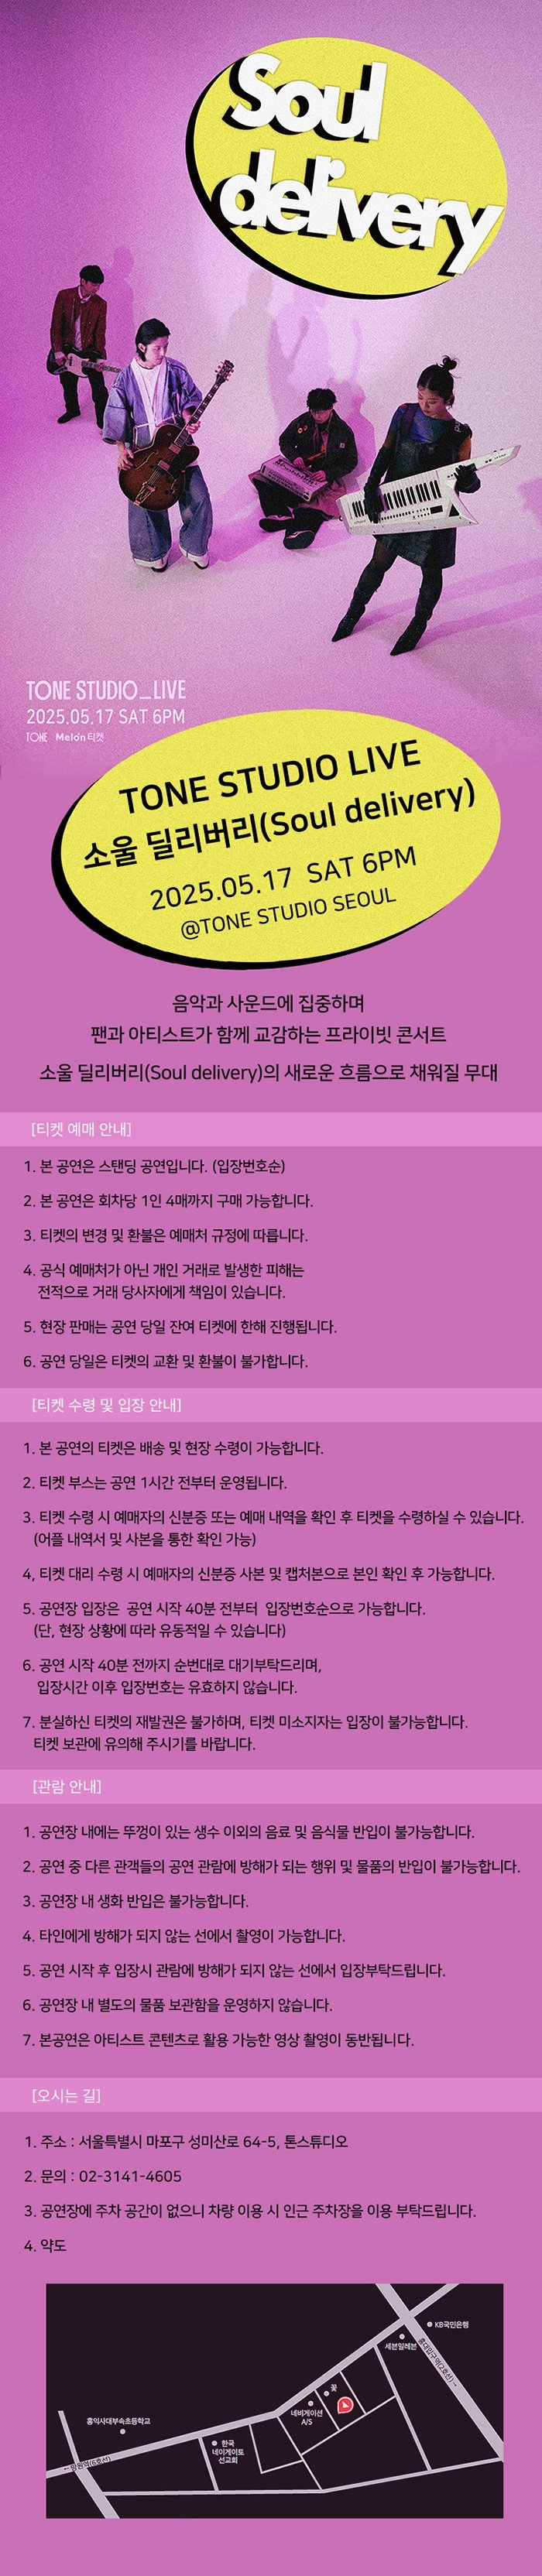 Soul
delivery
TONE STUDIO_LIVE
2025.05.17 SAT 6PM
TONE Melon티켓
TONE STUDIO LIVE
소울 딜리버리(Soul delivery)
2025.05.17 SAT 6PM
@TONE STUDIO SEOUL
음악과 사운드에 집중하며
팬과 아티스트가 함께 교감하는 프라이빗 콘서트
소울 딜리버리(Soul delivery)의 새로운 흐름으로 채워질 무대
[티켓 예매 안내]
1. 본 공연은 스탠딩 공연입니다. (입장번호순)
2. 본 공연은 회차당 1인 4매까지 구매 가능합니다.
3. 티켓의 변경 및 환불은 예매처 규정에 따릅니다.
4. 공식 예매처가 아닌 개인 거래로 발생한 피해는
전적으로 거래 당사자에게 책임이 있습니다.
5. 현장 판매는 공연 당일 잔여 티켓에 한해 진행됩니다.
6. 공연 당일은 티켓의 교환 및 환불이 불가합니다.
[티켓 수령 및 입장 안내]
1. 본 공연의 티켓은 배송 및 현장 수령이 가능합니다.
2. 티켓 부스는 공연 1시간 전부터 운영됩니다.
3. 티켓 수령 시 예매자의 신분증 또는 예매 내역을 확인 후 티켓을 수령하실 수 있습니다.
(어플 내역서 및 사본을 통한 확인 가능)
4, 티켓 대리 수령 시 예매자의 신분증 사본 및 캡처본으로 본인 확인 후 가능합니다.
5. 공연장 입장은 공연 시작 40분 전부터 입장번호순으로 가능합니다.
(단, 현장 상황에 따라 유동적일 수 있습니다)
6. 공연 시작 40분 전까지 순번대로 대기부탁드리며,
입장시간 이후 입장번호는 유효하지 않습니다.
7. 분실하신 티켓의 재발권은 불가하며, 티켓 미소지자는 입장이 불가능합니다.
티켓 보관에 유의해 주시기를 바랍니다.
[관람 안내]
1. 공연장 내에는 뚜껑이 있는 생수 이외의 음료 및 음식물 반입이 불가능합니다.
2. 공연 중 다른 관객들의 공연 관람에 방해가 되는 행위 및 물품의 반입이 불가능합니다.
3. 공연장 내 생화 반입은 불가능합니다.
4. 타인에게 방해가 되지 않는 선에서 촬영이 가능합니다.
5. 공연 시작 후 입장시 관람에 방해가 되지 않는 선에서 입장부탁드립니다.
6. 공연장 내 별도의 물품 보관함을 운영하지 않습니다.
7. 본공연은 아티스트 콘텐츠로 활용 가능한 영상 촬영이 동반됩니다.
[오시는 길]
1. 주소 : 서울특별시 마포구 성미산로 64-5, 톤스튜디오
2. 문의 : 02-3141-4605
3. 공연장에 주차 공간이 없으니 차량 이용 시 인근 주차장을 이용 부탁드립니다.
4. 약도
KB국민은행
세븐일레븐
홍대입구역(2호선)→
꽃
네비게이션
A/S
홍익사대부속초등학교
한국
네이게이토
선교회
←망원역(6호선)